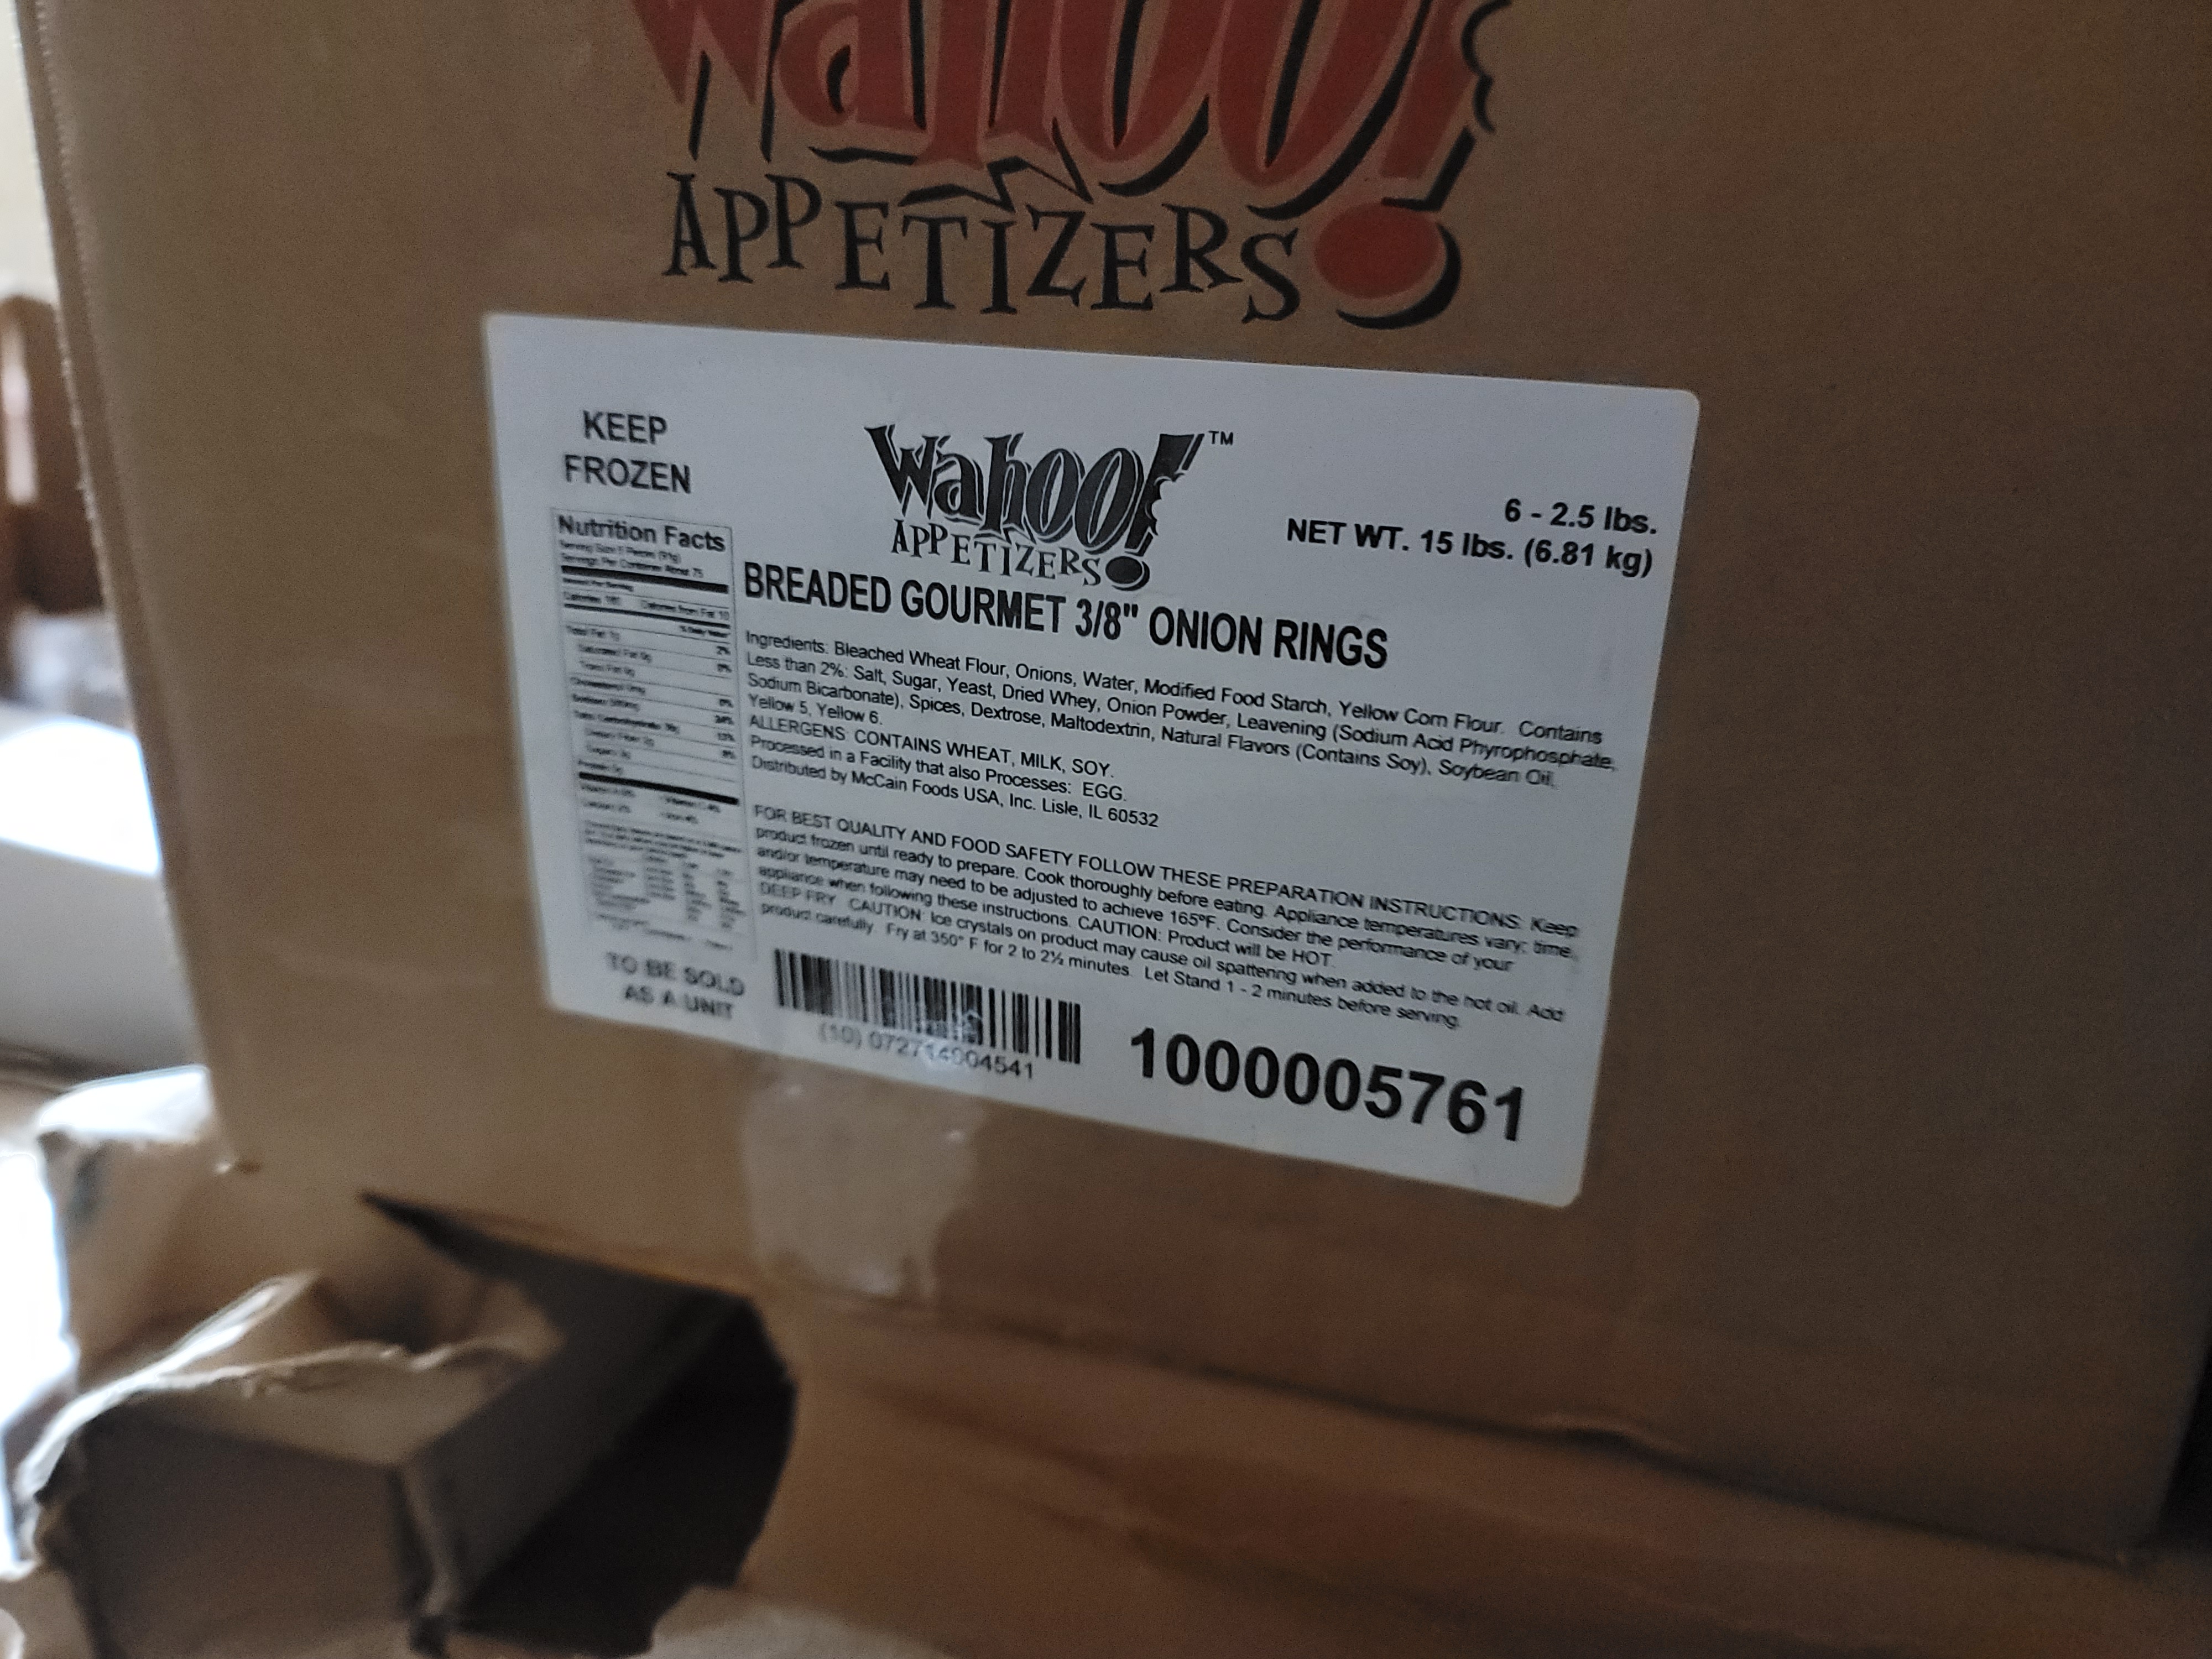 Wahoo!
APPETIZERS
KEEP
FROZEN
Wahoo!™
APPETIZERS
6 - 2.5 lbs.
NET WT. 15 lbs. (6.81 kg)
BREADED GOURMET 3/8" ONION RINGS
Nutrition Facts
Ingredients: Bleached Wheat Flour, Onions, Water, Modified Food Starch, Yellow Corn Flour. Contains
Less than 2%: Salt, Sugar, Yeast, Dried Whey, Onion Powder, Leavening (Sodium Acid Phyrophosphate,
Sodium Bicarbonate), Spices, Dextrose, Maltodextrin, Natural Flavors (Contains Soy), Soybean Oil,
Yellow 5, Yellow 6.
ALLERGENS: CONTAINS WHEAT, MILK, SOY.
Processed in a Facility that also Processes: EGG.
Distributed by McCain Foods USA, Inc. Lisle, IL 60532
FOR BEST QUALITY AND FOOD SAFETY FOLLOW THESE PREPARATION INSTRUCTIONS: Keep
product frozen until ready to prepare. Cook thoroughly before eating. Appliance temperatures vary; time,
and/or temperature may need to be adjusted to achieve 165°F. Consider the performance of your
appliance when following these instructions. CAUTION: Product will be HOT.
DEEP FRY CAUTION: Ice crystals on product may cause oil spattering when added to the hot oil. Add
product carefully. Fry at 350° F for 2 to 2½ minutes. Let Stand 1 - 2 minutes before serving.
TO BE SOLD
AS A UNIT
(10) 072714004541
1000005761